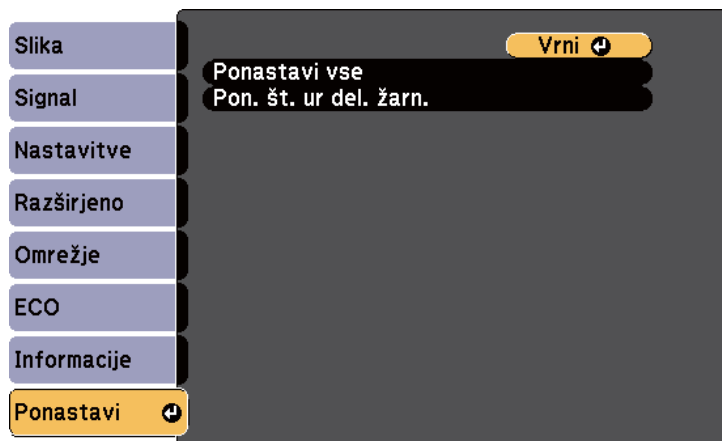 Slika
Signal
Nastavitve
Razširjeno
Omrežje
ECO
Informacije
Ponastavi
Vrni
Ponastavi vse
Pon. št. ur del. žarn.